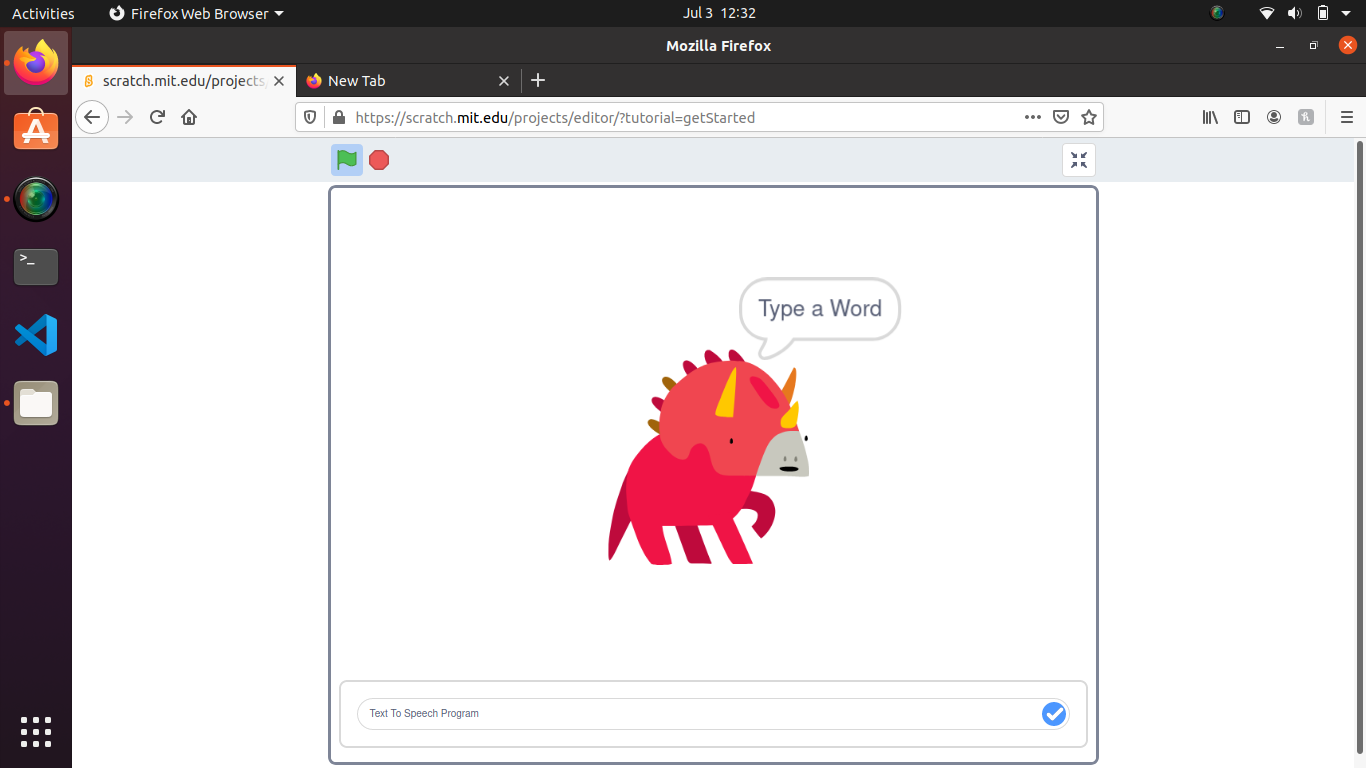 Activities
Firefox Web Browser
Jul 3 12:32
Mozilla Firefox
scratch.mit.edu/projects
New Tab
https://scratch.mit.edu/projects/editor/?tutorial=getStarted
Type a Word
Text To Speech Program
>_